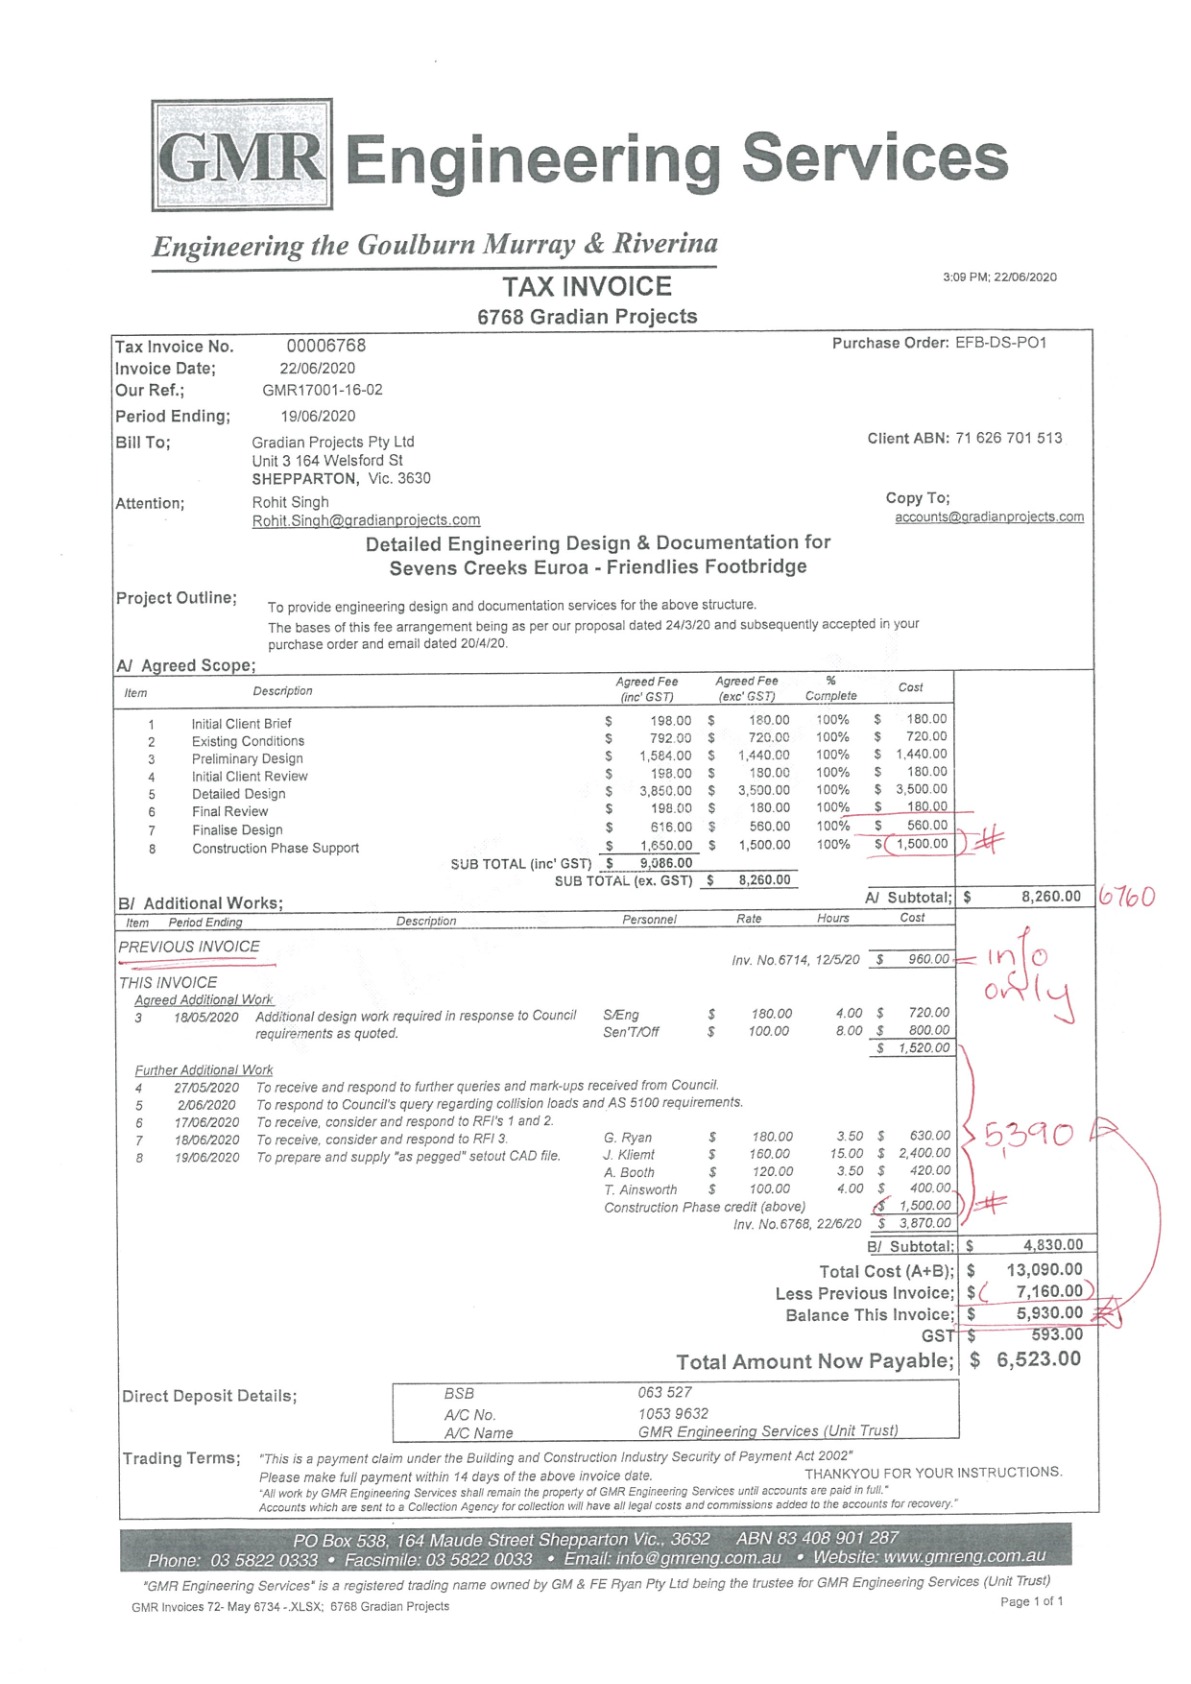 GMR Engineering Services
Engineering the Goulburn Murray & Riverina
TAX INVOICE
3:09 PM; 22/06/2020
6768 Gradian Projects
Tax Invoice No. 00006768 Purchase Order: EFB-DS-PO1
Invoice Date; 22/06/2020
Our Ref.; GMR17001-16-02
Period Ending; 19/06/2020
Bill To; Gradian Projects Pty Ltd Client ABN: 71 626 701 513
Unit 3 164 Welsford St
SHEPPARTON, Vic. 3630
Attention; Rohit Singh Copy To;
Rohit.Singh@gradianprojects.com accounts@gradianprojects.com
Detailed Engineering Design & Documentation for
Sevens Creeks Euroa - Friendlies Footbridge
Project Outline; To provide engineering design and documentation services for the above structure.
The bases of this fee arrangement being as per our proposal dated 24/3/20 and subsequently accepted in your
purchase order and email dated 20/4/20.
A/ Agreed Scope;
Item Description Agreed Fee (inc' GST) Agreed Fee (exc' GST) % Complete Cost
1 Initial Client Brief $ 198.00 $ 180.00 100% $ 180.00
2 Existing Conditions $ 792.00 $ 720.00 100% $ 720.00
3 Preliminary Design $ 1,584.00 $ 1,440.00 100% $ 1,440.00
4 Initial Client Review $ 198.00 $ 180.00 100% $ 180.00
5 Detailed Design $ 3,850.00 $ 3,500.00 100% $ 3,500.00
6 Final Review $ 198.00 $ 180.00 100% $ 180.00
7 Finalise Design $ 616.00 $ 560.00 100% $ 560.00
8 Construction Phase Support $ 1,650.00 $ 1,500.00 100% $ (1,500.00) #
SUB TOTAL (inc' GST) $ 9,086.00
SUB TOTAL (ex. GST) $ 8,260.00
B/ Additional Works; A/ Subtotal; $ 8,260.00 6760
Item Period Ending Description Personnel Rate Hours Cost
PREVIOUS INVOICE
Inv. No.6714, 12/5/20 $ 960.00 = info only
THIS INVOICE
Agreed Additional Work
3 18/05/2020 Additional design work required in response to Council S/Eng $ 180.00 4.00 $ 720.00
requirements as quoted. Sen'T/Off $ 100.00 8.00 $ 800.00
$ 1,520.00
Further Additional Work
4 27/05/2020 To receive and respond to further queries and mark-ups received from Council.
5 2/06/2020 To respond to Council's query regarding collision loads and AS 5100 requirements.
6 17/06/2020 To receive, consider and respond to RFI's 1 and 2.
7 18/06/2020 To receive, consider and respond to RFI 3. G. Ryan $ 180.00 3.50 $ 630.00 5,390
8 19/06/2020 To prepare and supply "as pegged" setout CAD file. J. Kliemt $ 160.00 15.00 $ 2,400.00
A. Booth $ 120.00 3.50 $ 420.00
T. Ainsworth $ 100.00 4.00 $ 400.00
Construction Phase credit (above) ($ 1,500.00) #
Inv. No.6768, 22/6/20 $ 3,870.00
B/ Subtotal; $ 4,830.00
Total Cost (A+B); $ 13,090.00
Less Previous Invoice; $ (7,160.00)
Balance This Invoice; $ 5,930.00
GST $ 593.00
Total Amount Now Payable; $ 6,523.00
Direct Deposit Details; BSB 063 527
A/C No. 1053 9632
A/C Name GMR Engineering Services (Unit Trust)
Trading Terms; "This is a payment claim under the Building and Construction Industry Security of Payment Act 2002"
Please make full payment within 14 days of the above invoice date. THANKYOU FOR YOUR INSTRUCTIONS.
"All work by GMR Engineering Services shall remain the property of GMR Engineering Services until accounts are paid in full."
Accounts which are sent to a Collection Agency for collection will have all legal costs and commissions added to the accounts for recovery."
PO Box 538, 164 Maude Street Shepparton Vic., 3632 ABN 83 408 901 287
Phone: 03 5822 0333 • Facsimile: 03 5822 0033 • Email: info@gmreng.com.au • Website: www.gmreng.com.au
"GMR Engineering Services" is a registered trading name owned by GM & FE Ryan Pty Ltd being the trustee for GMR Engineering Services (Unit Trust)
GMR Invoices 72- May 6734 -.XLSX; 6768 Gradian Projects Page 1 of 1